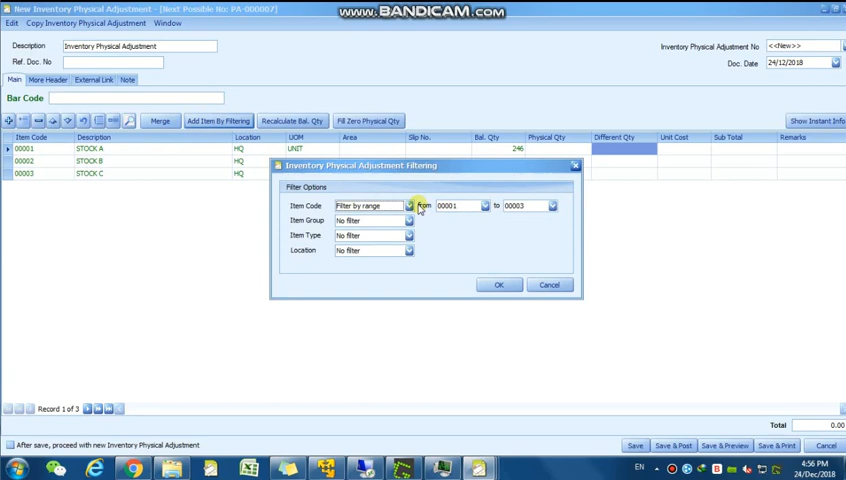 New Inventory Physical Adjustment - [Next Possible No: PA-000007]
www.BANDICAM.com
Edit Copy Inventory Physical Adjustment Window
Description Inventory Physical Adjustment
Inventory Physical Adjustment No <<New>>
Ref. Doc. No
Doc. Date 24/12/2018
Main More Header External Link Note
Bar Code
Merge Add Item By Filtering Recalculate Bal. Qty Fill Zero Physical Qty Show Instant Info
Item Code Description Location UOM Area Slip No. Bal. Qty Physical Qty Different Qty Unit Cost Sub Total Remarks
00001 STOCK A HQ UNIT 246
00002 STOCK B HQ
00003 STOCK C HQ
Inventory Physical Adjustment Filtering
Filter Options
Item Code Filter by range from 00001 to 00003
Item Group No filter
Item Type No filter
Location No filter
OK Cancel
Record 1 of 3
Total 0.00
After save, proceed with new Inventory Physical Adjustment
Save Save & Post Save & Preview Save & Print Cancel
EN
4:56 PM
24/Dec/2018